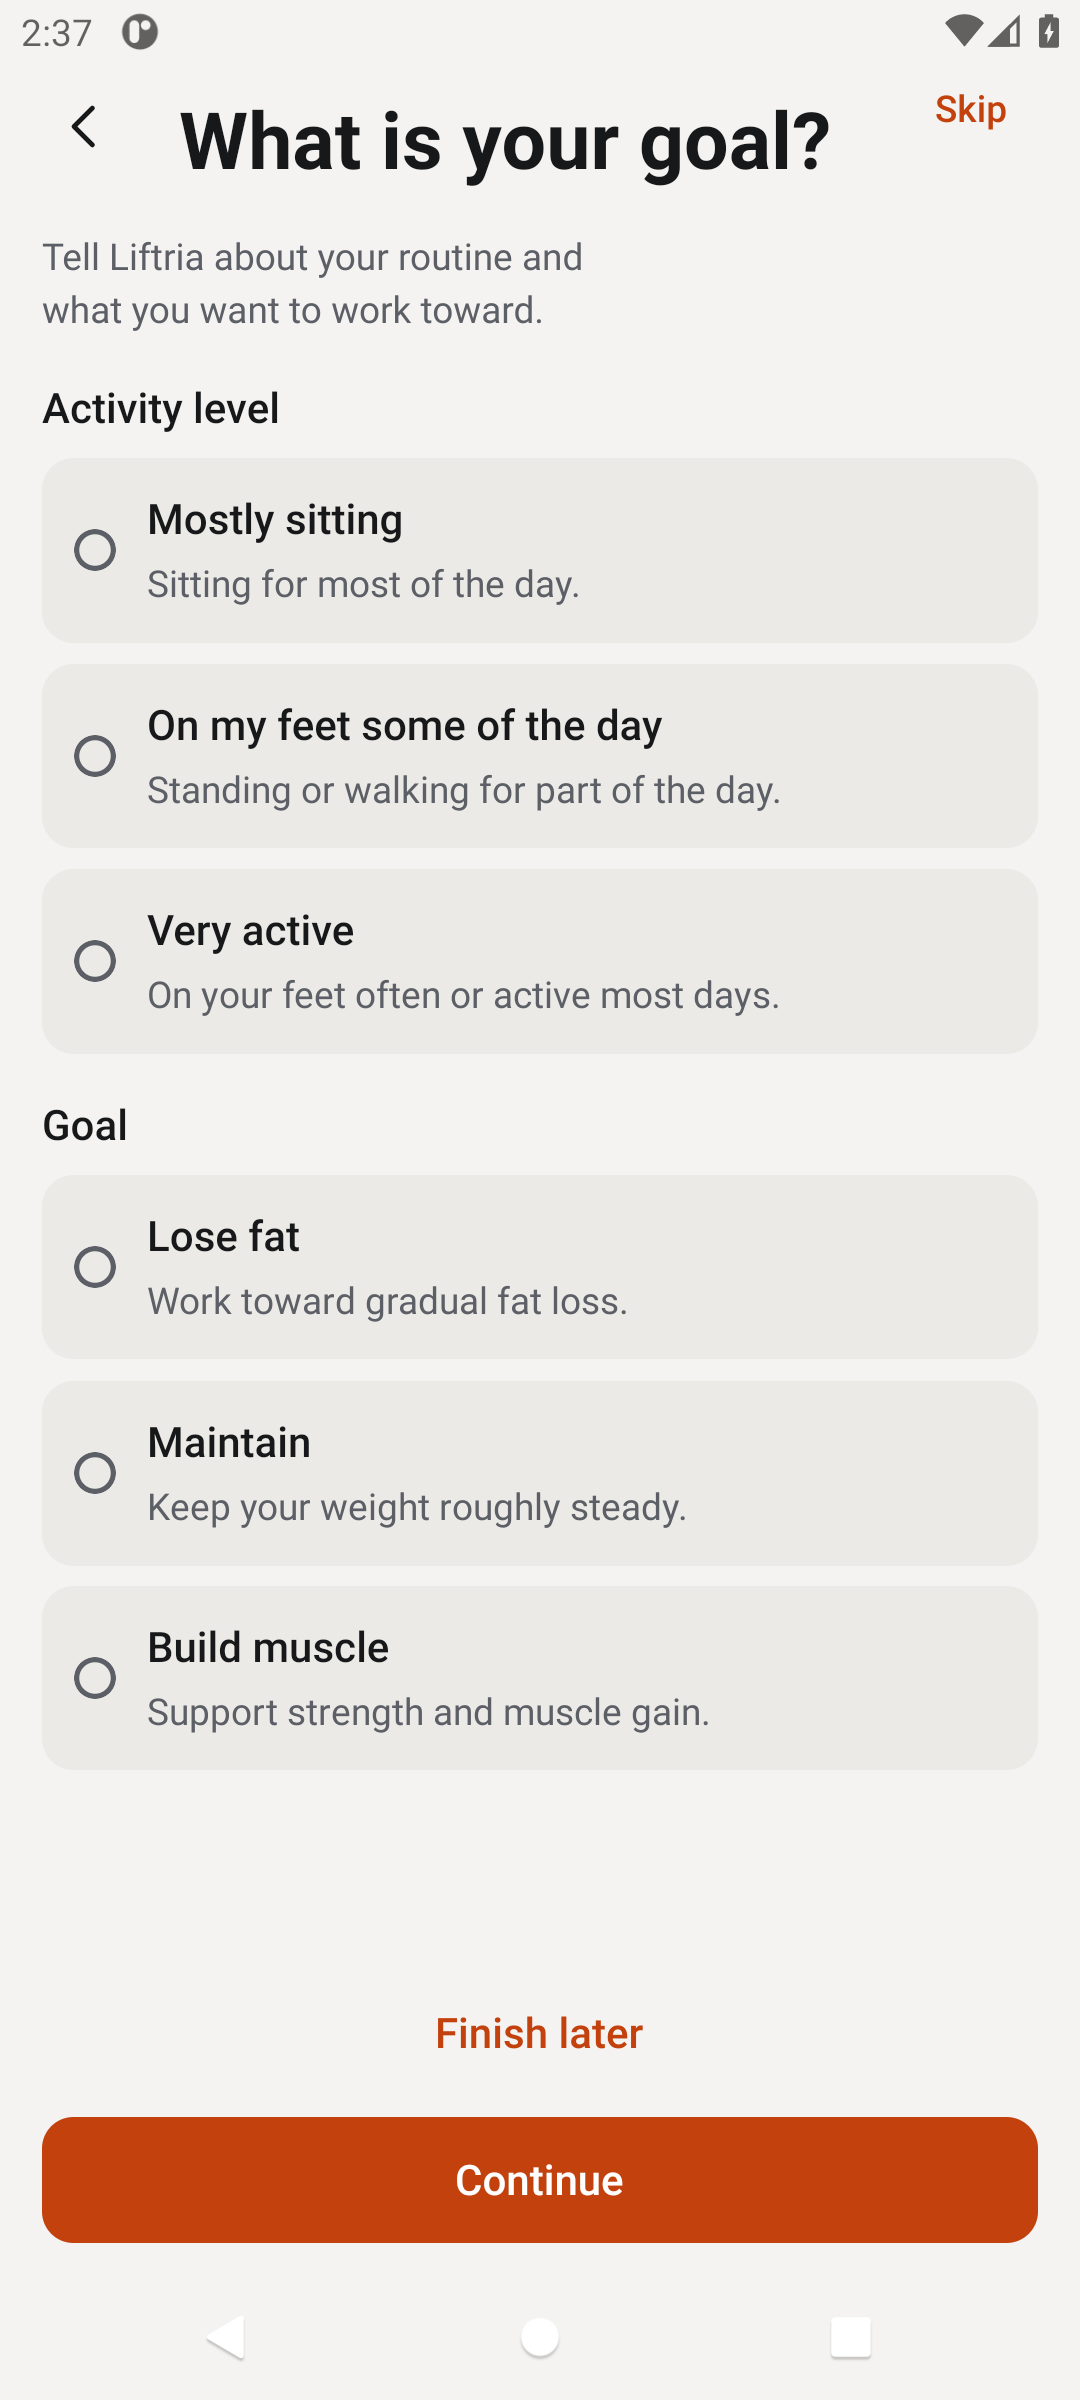 2:37
What is your goal?
Skip
Tell Liftria about your routine and
what you want to work toward.
Activity level
Mostly sitting
Sitting for most of the day.
On my feet some of the day
Standing or walking for part of the day.
Very active
On your feet often or active most days.
Goal
Lose fat
Work toward gradual fat loss.
Maintain
Keep your weight roughly steady.
Build muscle
Support strength and muscle gain.
Finish later
Continue